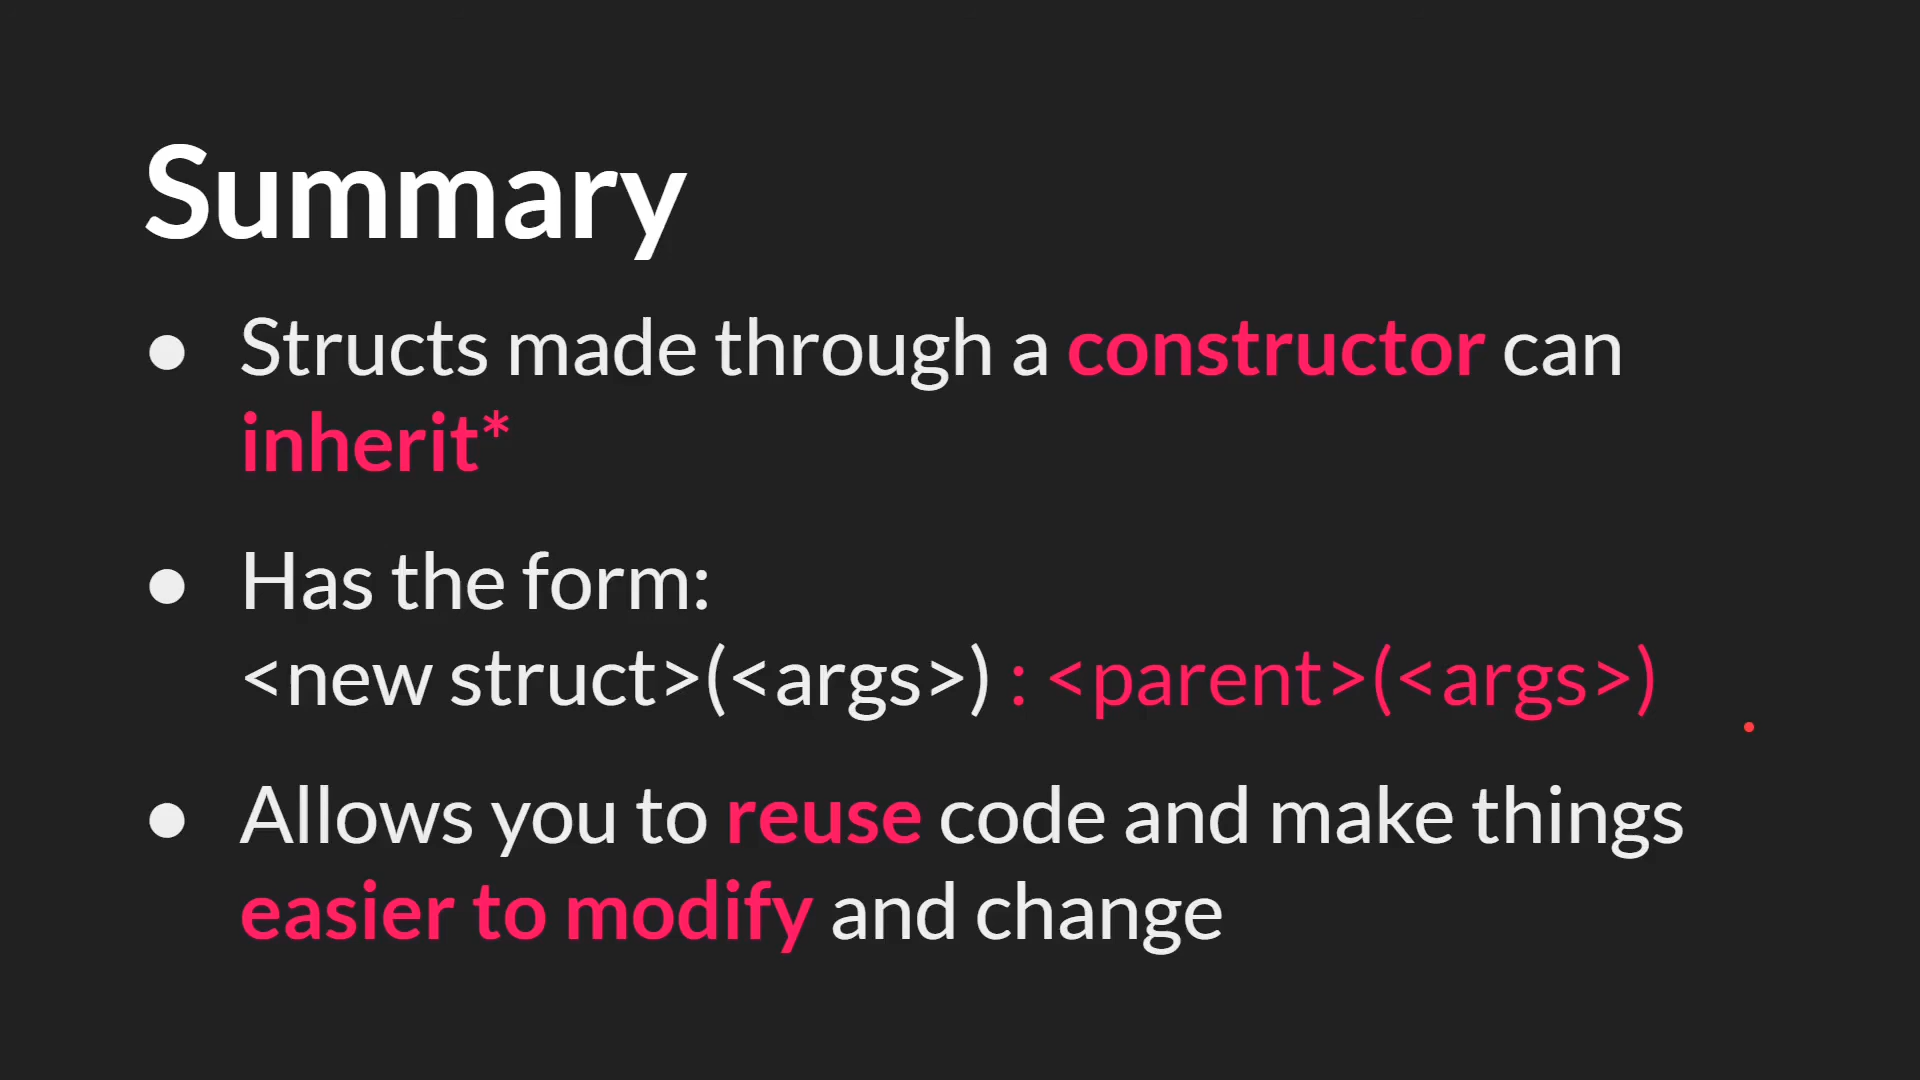 Summary
● Structs made through a constructor can
inherit*
● Has the form:
<new struct>(<args>) : <parent>(<args>)
● Allows you to reuse code and make things
easier to modify and change